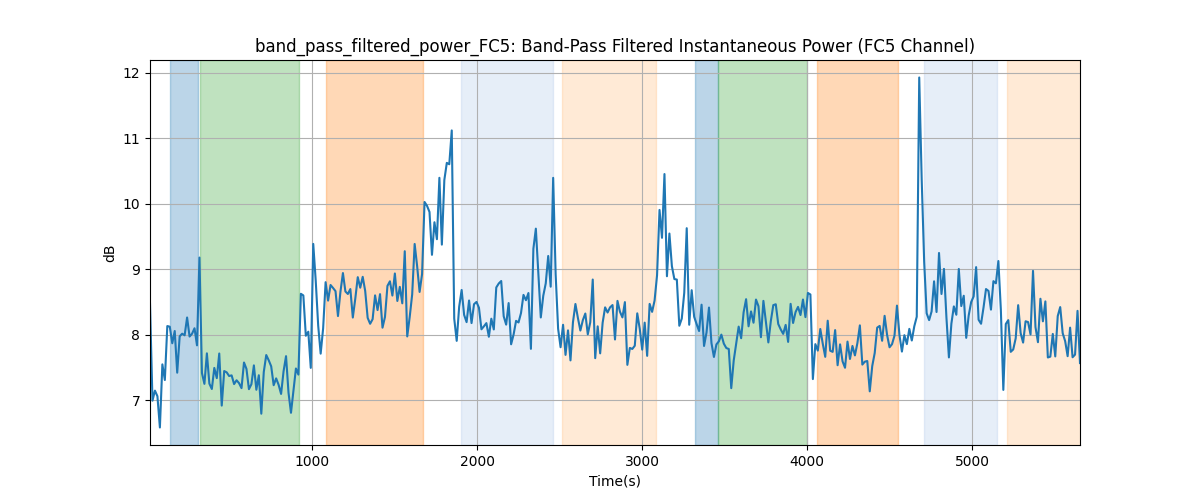 band_pass_filtered_power_FC5: Band-Pass Filtered Instantaneous Power (FC5 Channel)
12
11
10
9
8
7
dB
1000 2000 3000 4000 5000
Time(s)